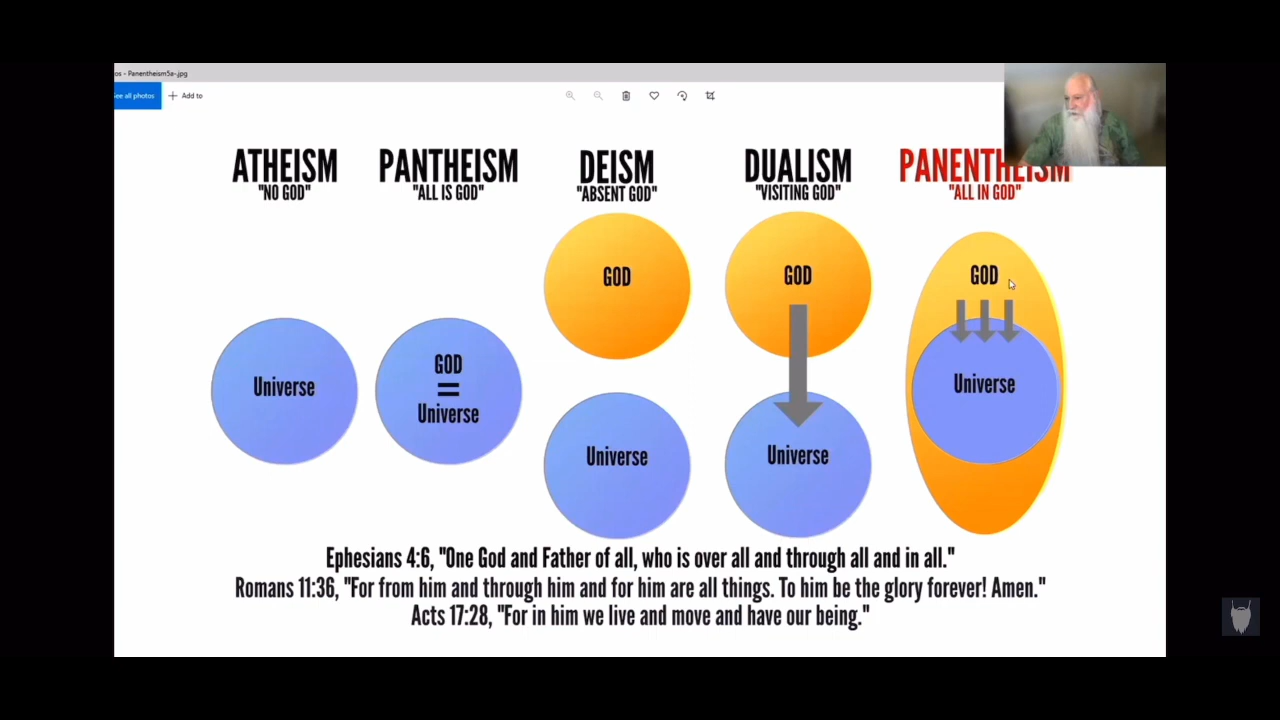 os - Panentheism5a-.jpg
See all photos
Add to
ATHEISM
"NO GOD"
PANTHEISM
"ALL IS GOD"
DEISM
"ABSENT GOD"
DUALISM
"VISITING GOD"
PANENTHEISM
"ALL IN GOD"
Universe
GOD
=
Universe
GOD
Universe
GOD
Universe
GOD
Universe
Ephesians 4:6, "One God and Father of all, who is over all and through all and in all."
Romans 11:36, "For from him and through him and for him are all things. To him be the glory forever! Amen."
Acts 17:28, "For in him we live and move and have our being."